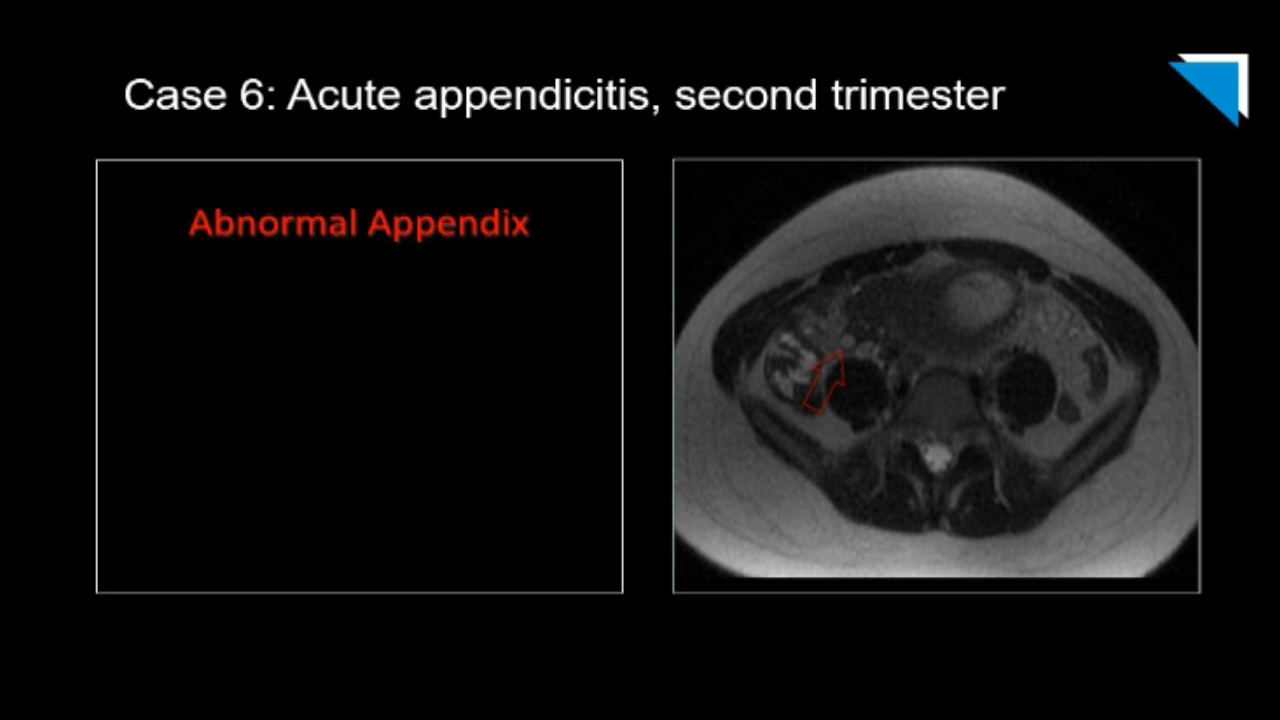 Case 6: Acute appendicitis, second trimester
Abnormal Appendix